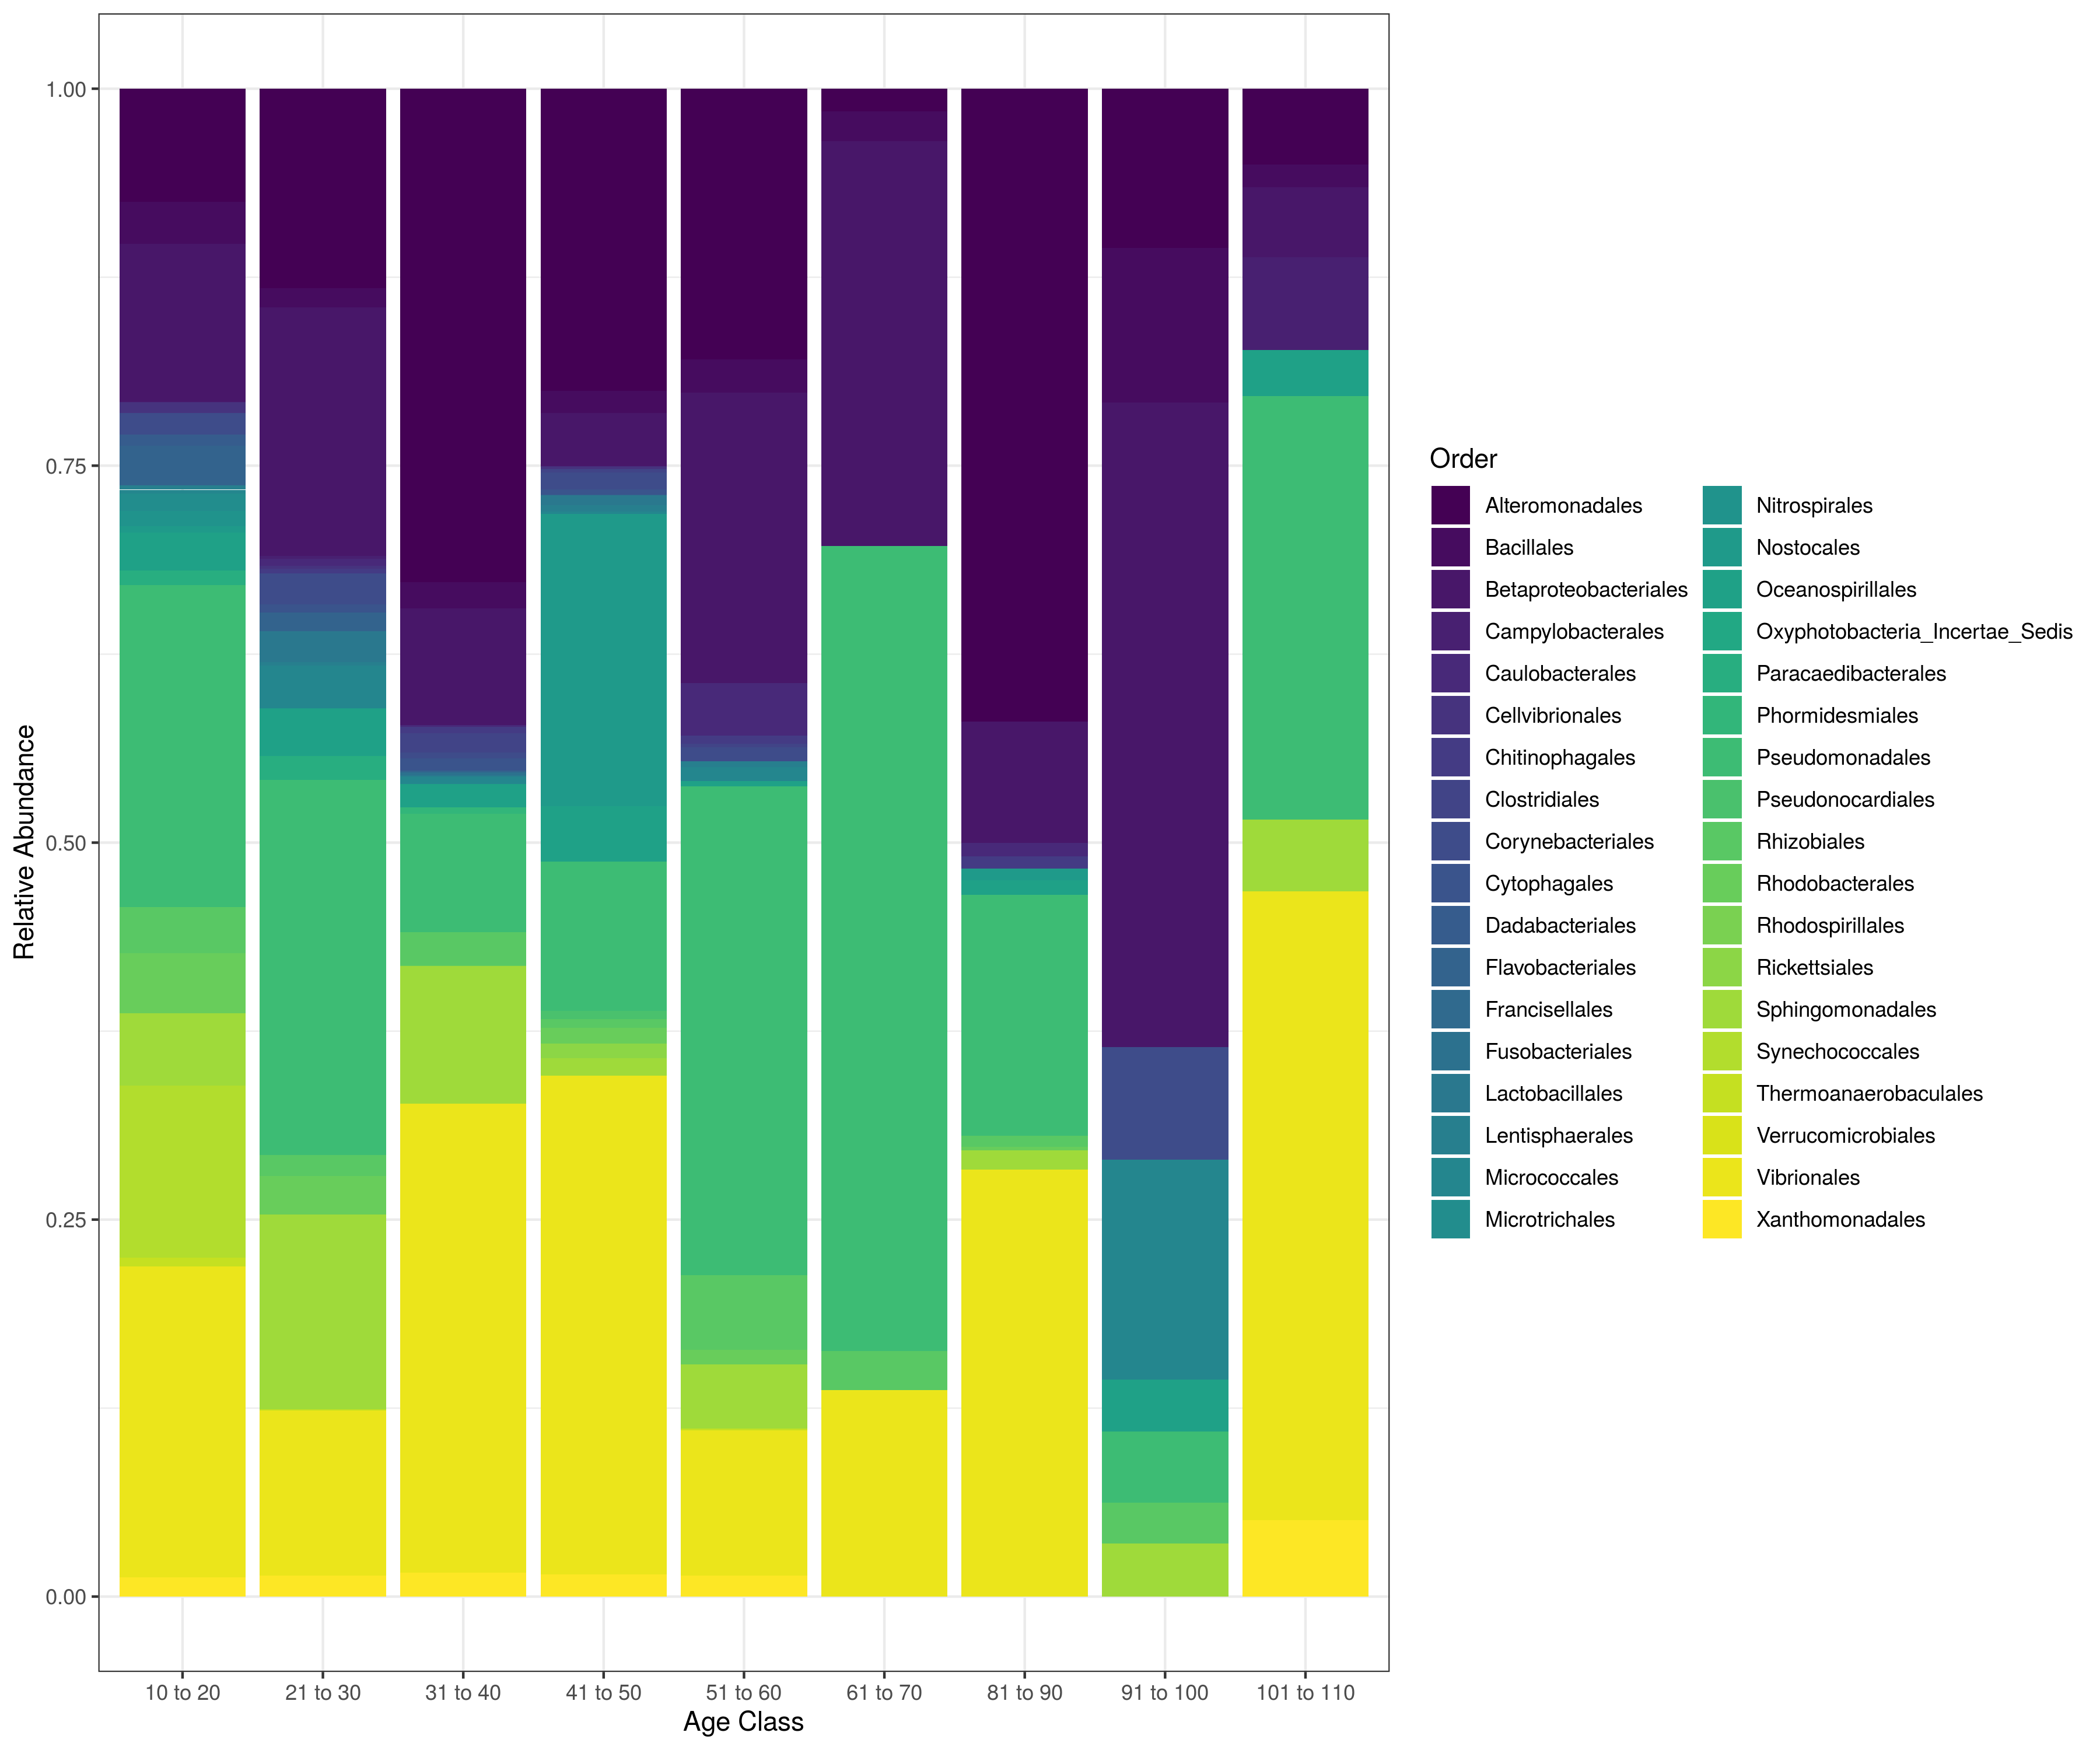 1.00
0.75
0.50
0.25
0.00
Relative Abundance
10 to 20
21 to 30
31 to 40
41 to 50
51 to 60
61 to 70
81 to 90
91 to 100
101 to 110
Age Class
Order
Alteromonadales
Bacillales
Betaproteobacteriales
Campylobacterales
Caulobacterales
Cellvibrionales
Chitinophagales
Clostridiales
Corynebacteriales
Cytophagales
Dadabacteriales
Flavobacteriales
Francisellales
Fusobacteriales
Lactobacillales
Lentisphaerales
Micrococcales
Microtrichales
Nitrospirales
Nostocales
Oceanospirillales
Oxyphotobacteria_Incertae_Sedis
Paracaedibacterales
Phormidesmiales
Pseudomonadales
Pseudonocardiales
Rhizobiales
Rhodobacterales
Rhodospirillales
Rickettsiales
Sphingomonadales
Synechococcales
Thermoanaerobaculales
Verrucomicrobiales
Vibrionales
Xanthomonadales